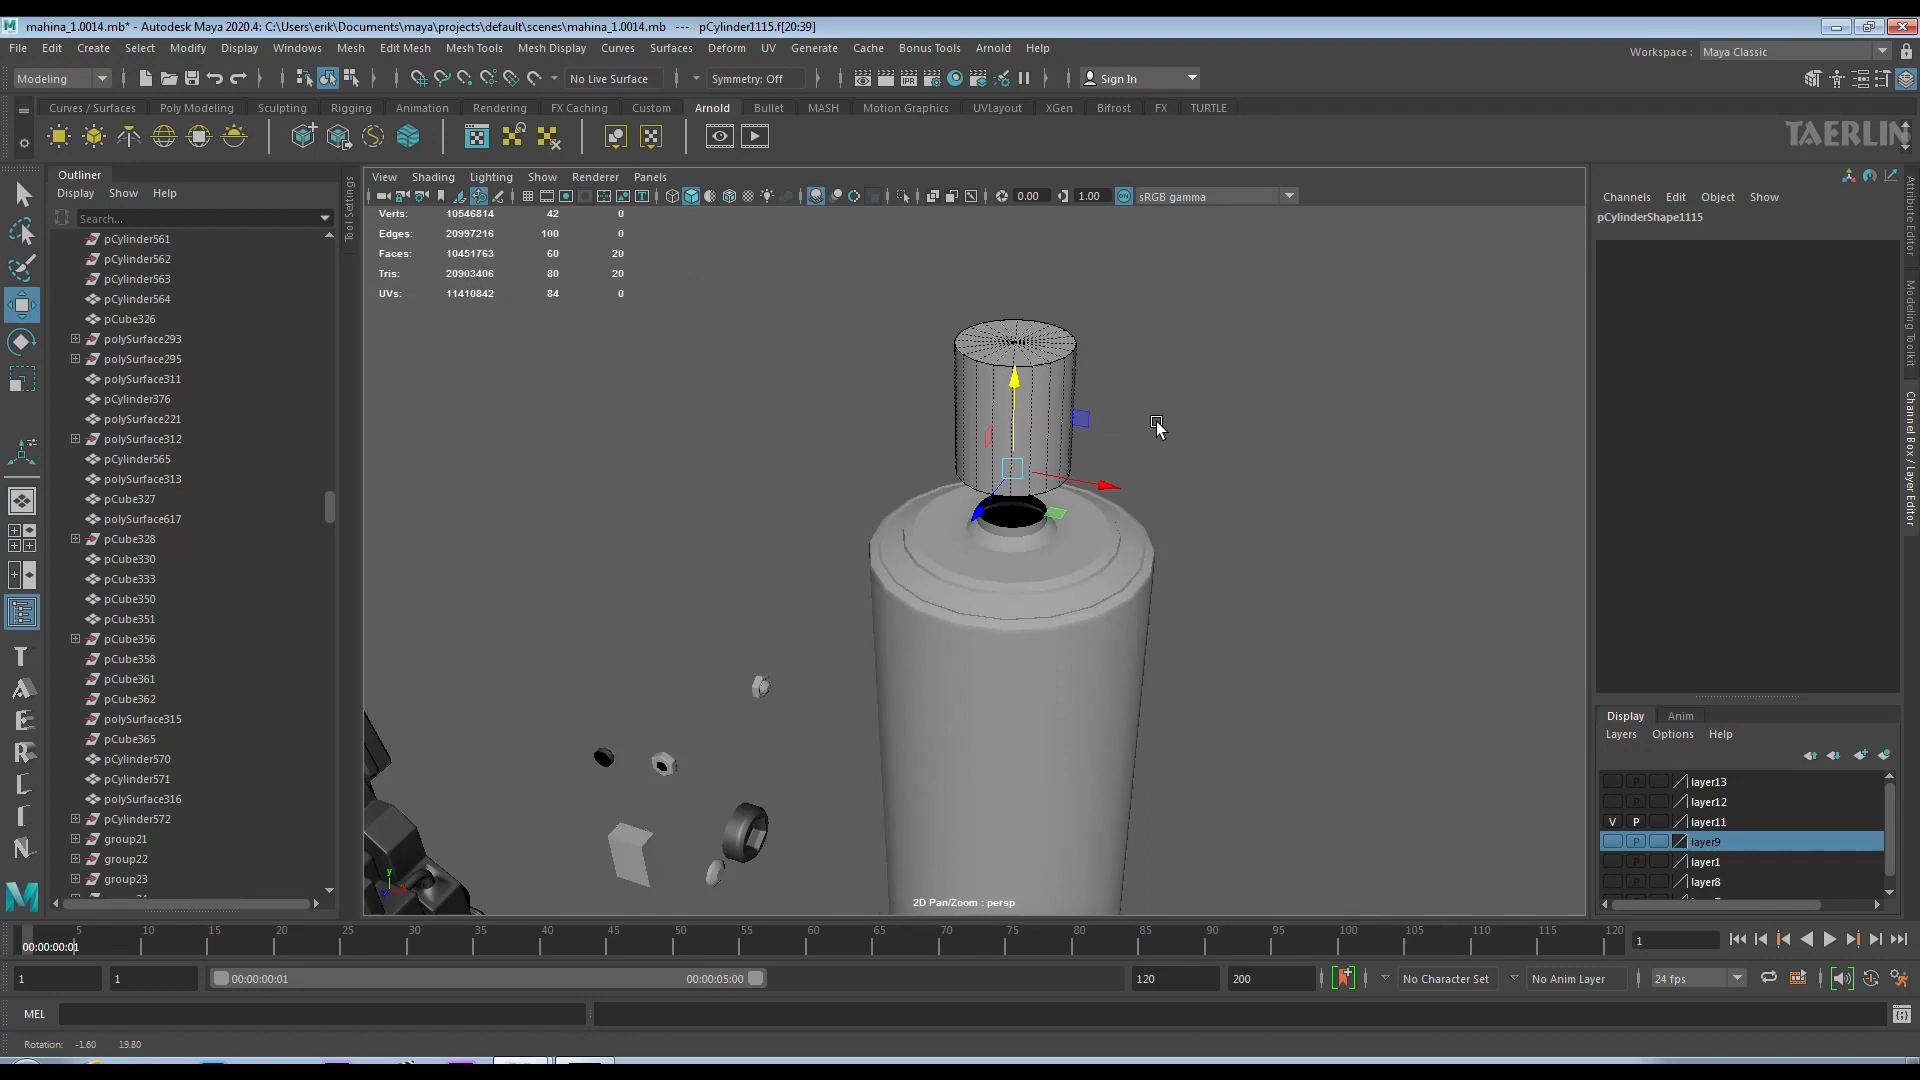 mahina_1.0014.mb* - Autodesk Maya 2020.4: C:\Users\erik\Documents\maya\projects\default\scenes\mahina_1.0014.mb   ---   pCylinder1115.f[20:39]
File Edit Create Select Modify Display Windows Mesh Edit Mesh Mesh Tools Mesh Display Curves Surfaces Deform UV Generate Cache Bonus Tools Arnold Help
Workspace : Maya Classic
Modeling No Live Surface Symmetry: Off Sign In
Curves / Surfaces Poly Modeling Sculpting Rigging Animation Rendering FX Caching Custom Arnold Bullet MASH Motion Graphics UVLayout XGen Bifrost FX TURTLE
IPR
TAERLIN
Outliner
Display Show Help
Search...
pCylinder561
pCylinder562
pCylinder563
pCylinder564
pCube326
polySurface293
polySurface295
polySurface311
pCylinder376
polySurface221
polySurface312
pCylinder565
polySurface313
pCube327
polySurface617
pCube328
pCube330
pCube333
pCube350
pCube351
pCube356
pCube358
pCube361
pCube362
polySurface315
pCube365
pCylinder570
pCylinder571
polySurface316
pCylinder572
group21
group22
group23
Tool Settings
View Shading Lighting Show Renderer Panels
0.00 1.00 sRGB gamma
Verts: 10546814 42 0
Edges: 20997216 100 0
Faces: 10451763 60 20
Tris: 20903406 80 20
UVs: 11410842 84 0
2D Pan/Zoom : persp
y
Channels Edit Object Show
pCylinderShape1115
Attribute Editor
Modeling Toolkit
Channel Box / Layer Editor
Display Anim
Layers Options Help
P layer13
P layer12
V P layer11
P layer9
P layer1
P layer8
5 10 15 20 25 30 35 40 45 50 55 60 65 70 75 80 85 90 95 100 105 110 115 120
00:00:00:01
1
1 1 00:00:00:01 00:00:05:00 120 200 No Character Set No Anim Layer 24 fps
MEL
Rotation: -1.60 19.80